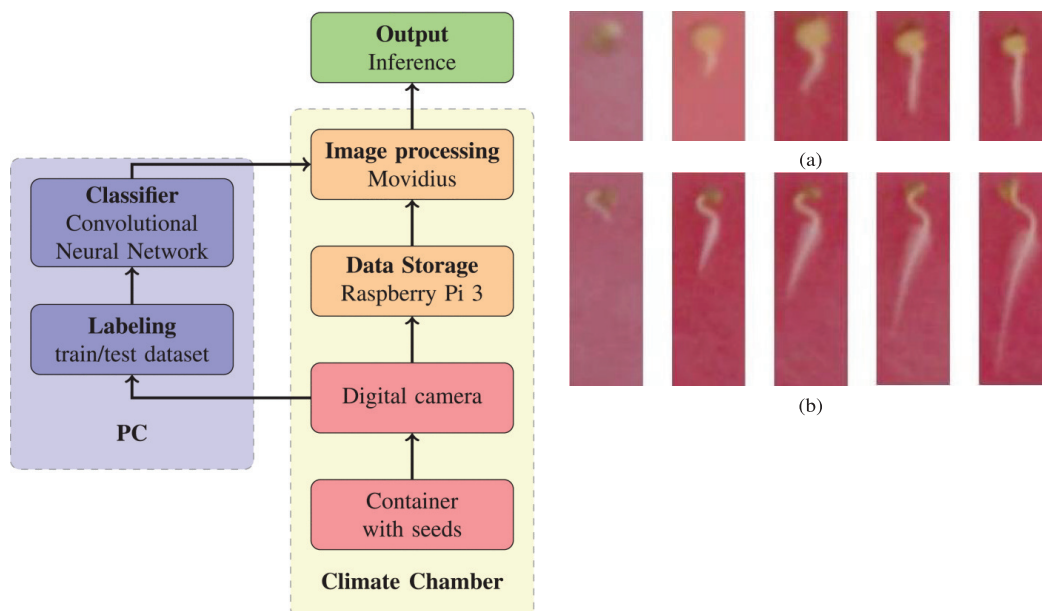 Output
Inference
Image processing
Movidius
Classifier
Convolutional
Neural Network
Data Storage
Raspberry Pi 3
Labeling
train/test dataset
Digital camera
PC
Container
with seeds
Climate Chamber
(a)
(b)